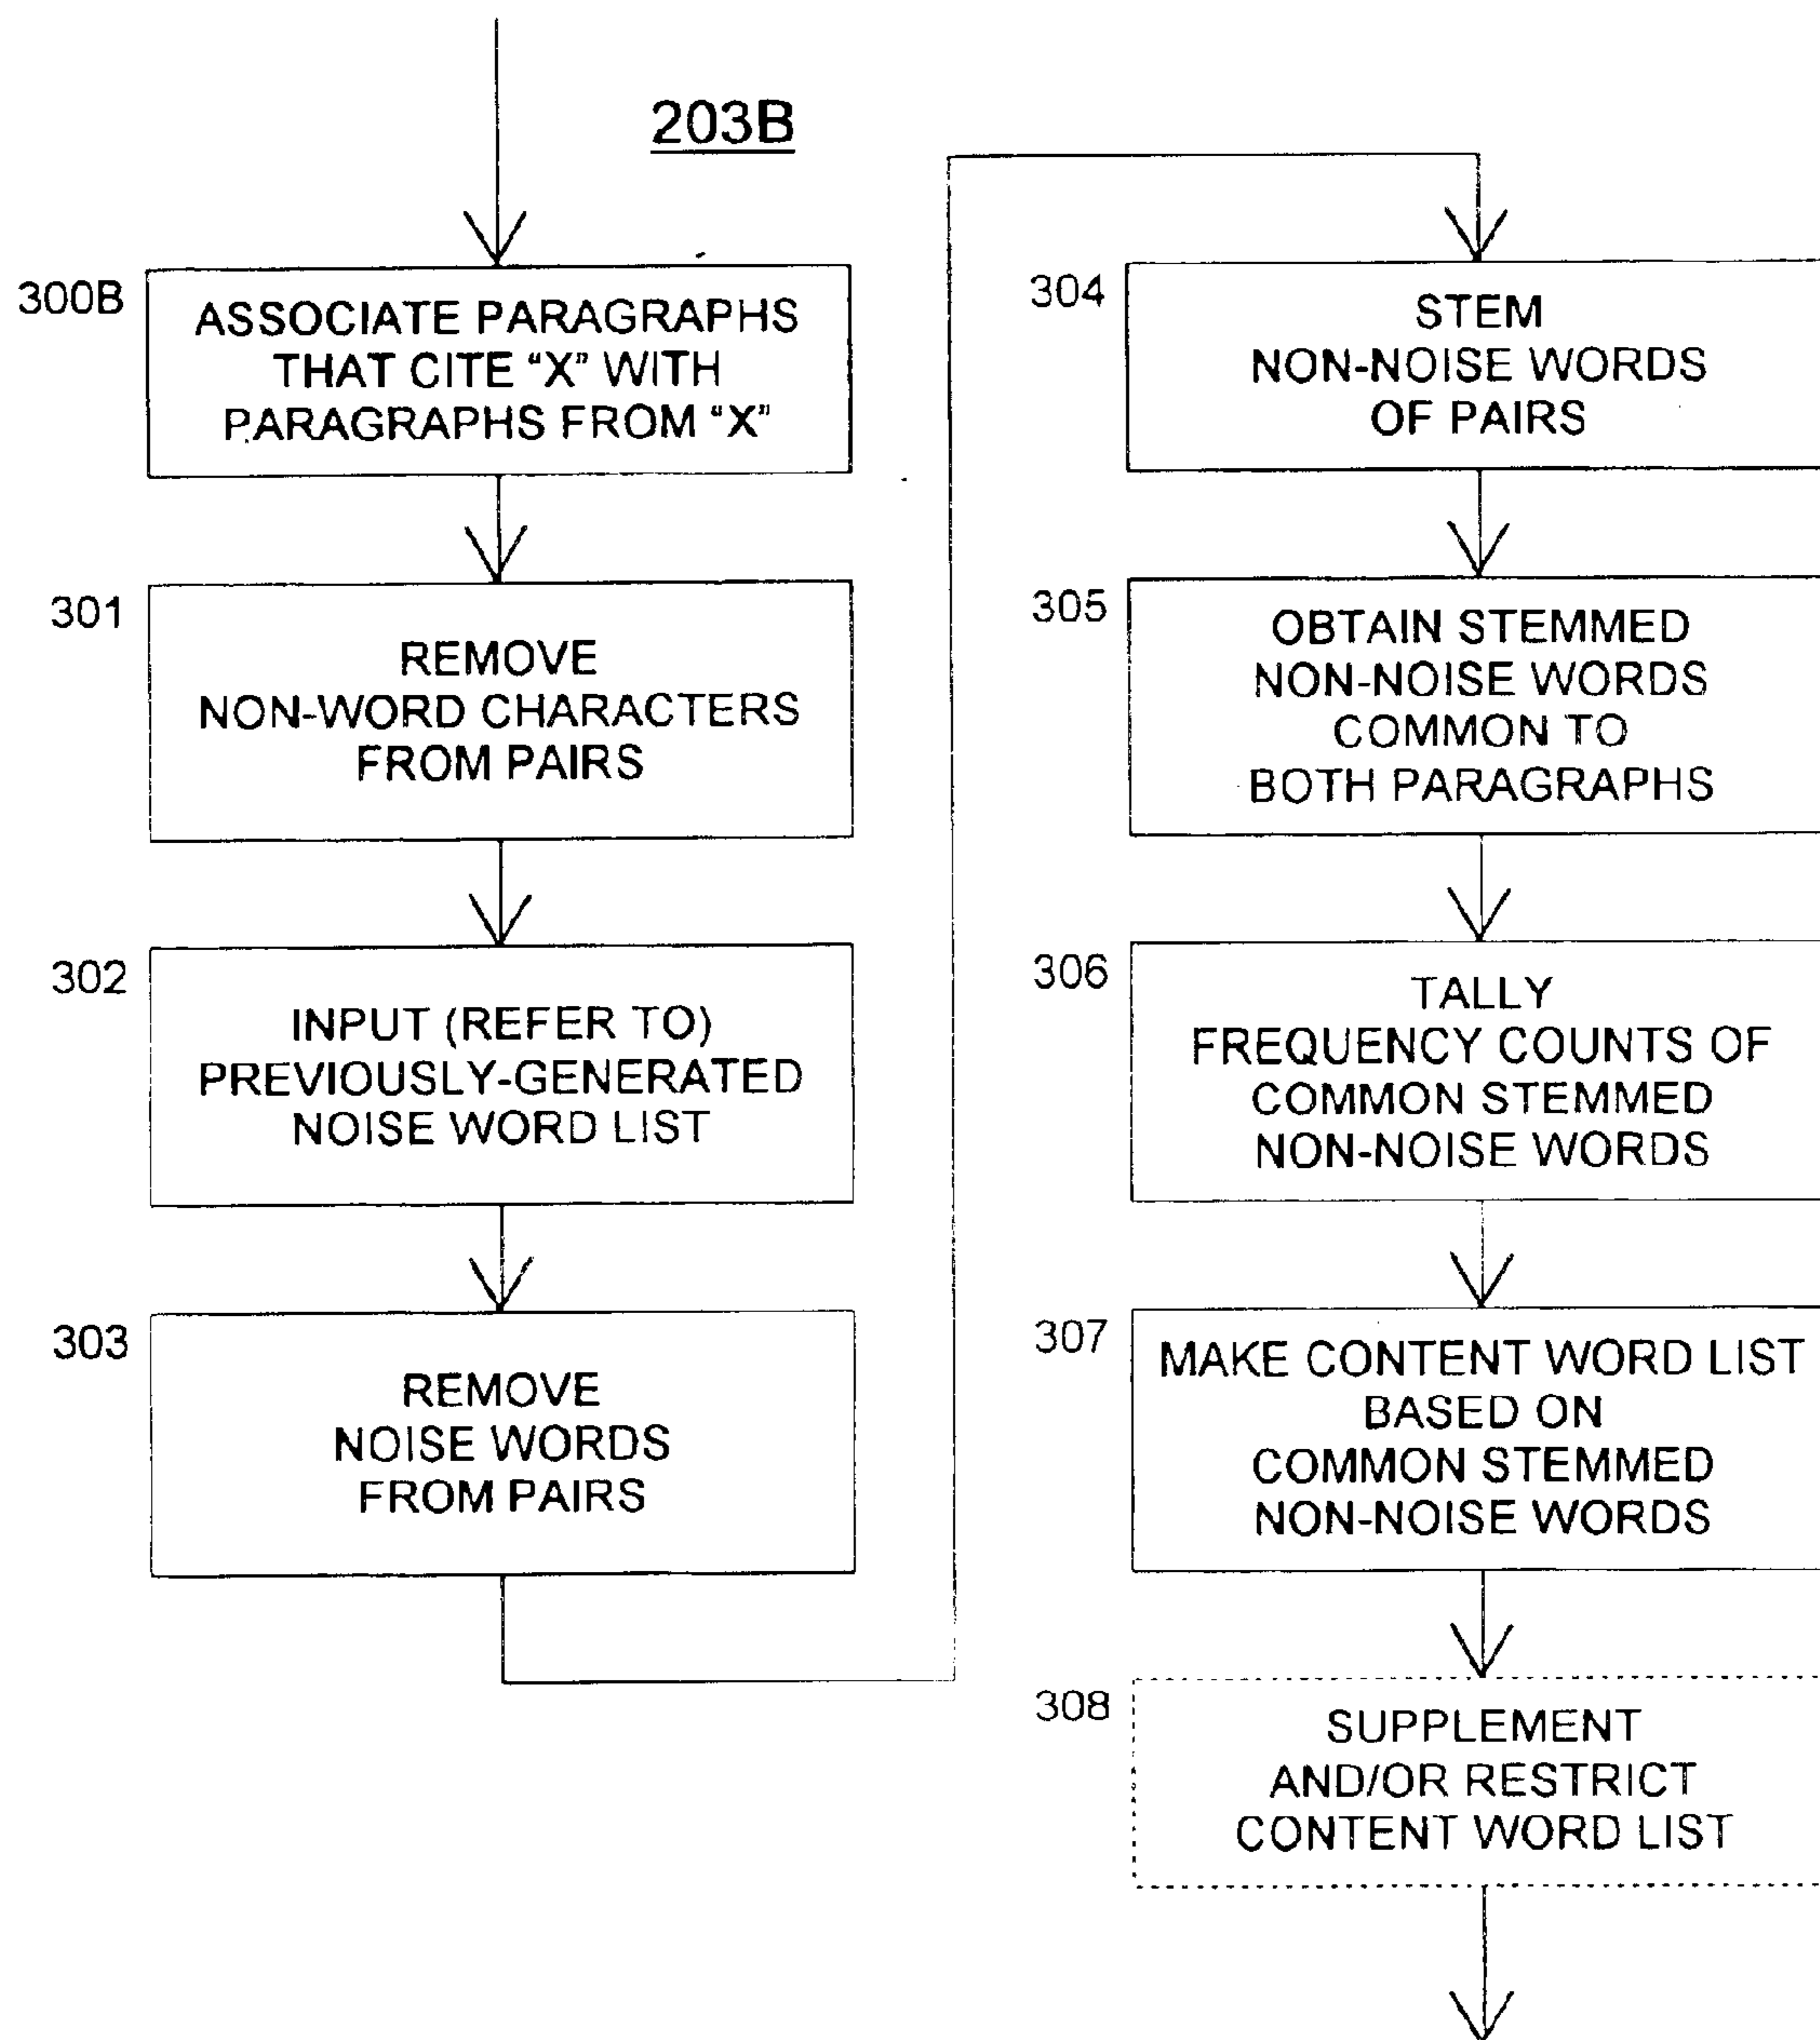 203B
300B
ASSOCIATE PARAGRAPHS
THAT CITE “X” WITH
PARAGRAPHS FROM “X”
301
REMOVE
NON-WORD CHARACTERS
FROM PAIRS
302
INPUT (REFER TO)
PREVIOUSLY-GENERATED
NOISE WORD LIST
303
REMOVE
NOISE WORDS
FROM PAIRS
304
STEM
NON-NOISE WORDS
OF PAIRS
305
OBTAIN STEMMED
NON-NOISE WORDS
COMMON TO
BOTH PARAGRAPHS
306
TALLY
FREQUENCY COUNTS OF
COMMON STEMMED
NON-NOISE WORDS
307
MAKE CONTENT WORD LIST
BASED ON
COMMON STEMMED
NON-NOISE WORDS
308
SUPPLEMENT
AND/OR RESTRICT
CONTENT WORD LIST